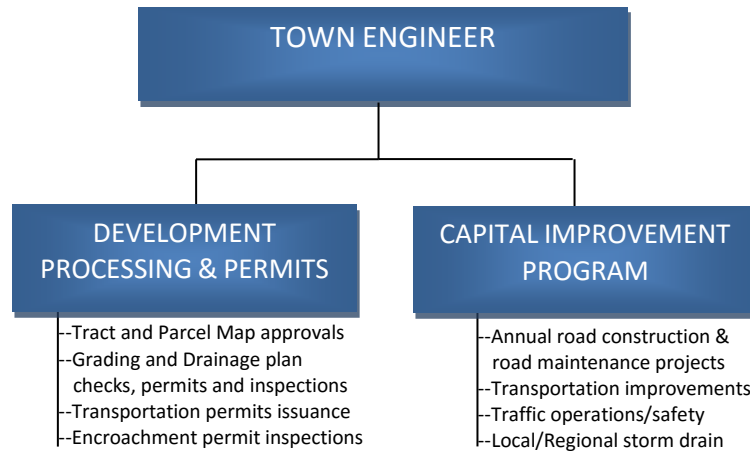 TOWN ENGINEER
DEVELOPMENT
PROCESSING & PERMITS
--Tract and Parcel Map approvals
--Grading and Drainage plan
checks, permits and inspections
--Transportation permits issuance
--Encroachment permit inspections
CAPITAL IMPROVEMENT
PROGRAM
--Annual road construction &
road maintenance projects
--Transportation improvements
--Traffic operations/safety
--Local/Regional storm drain